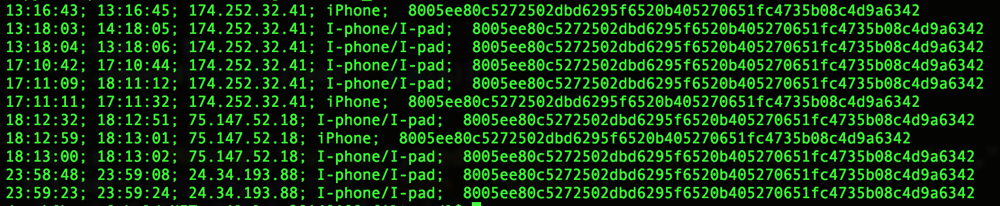 13:16:43; 13:16:45; 174.252.32.41; iPhone; 8005ee80c5272502dbd6295f6520b405270651fc4735b08c4d9a6342
13:18:03; 14:18:05; 174.252.32.41; I-phone/I-pad; 8005ee80c5272502dbd6295f6520b405270651fc4735b08c4d9a6342
13:18:04; 13:18:06; 174.252.32.41; I-phone/I-pad; 8005ee80c5272502dbd6295f6520b405270651fc4735b08c4d9a6342
17:10:42; 17:10:44; 174.252.32.41; I-phone/I-pad; 8005ee80c5272502dbd6295f6520b405270651fc4735b08c4d9a6342
17:11:09; 18:11:12; 174.252.32.41; I-phone/I-pad; 8005ee80c5272502dbd6295f6520b405270651fc4735b08c4d9a6342
17:11:11; 17:11:32; 174.252.32.41; iPhone; 8005ee80c5272502dbd6295f6520b405270651fc4735b08c4d9a6342
18:12:32; 18:12:51; 75.147.52.18; I-phone/I-pad; 8005ee80c5272502dbd6295f6520b405270651fc4735b08c4d9a6342
18:12:59; 18:13:01; 75.147.52.18; iPhone; 8005ee80c5272502dbd6295f6520b405270651fc4735b08c4d9a6342
18:13:00; 18:13:02; 75.147.52.18; I-phone/I-pad; 8005ee80c5272502dbd6295f6520b405270651fc4735b08c4d9a6342
23:58:48; 23:59:08; 24.34.193.88; I-phone/I-pad; 8005ee80c5272502dbd6295f6520b405270651fc4735b08c4d9a6342
23:59:23; 23:59:24; 24.34.193.88; I-phone/I-pad; 8005ee80c5272502dbd6295f6520b405270651fc4735b08c4d9a6342